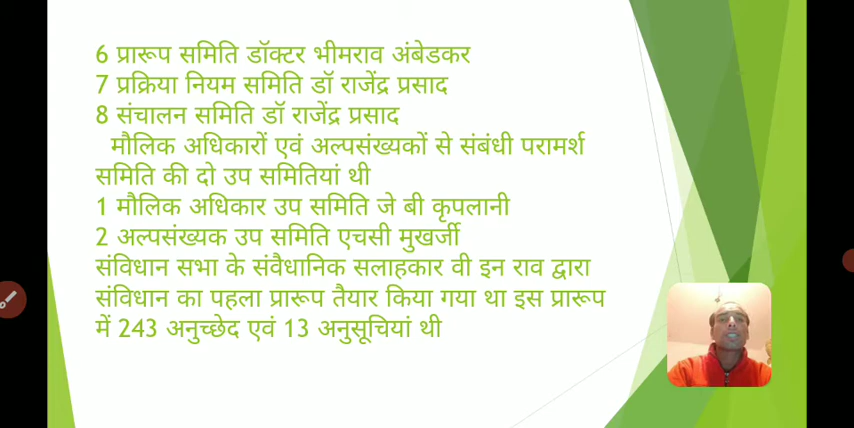 6 प्रारूप समिति डॉक्टर भीमराव अंबेडकर
7 प्रक्रिया नियम समिति डॉ राजेंद्र प्रसाद
8 संचालन समिति डॉ राजेंद्र प्रसाद
मौलिक अधिकारों एवं अल्पसंख्यकों से संबंधी परामर्श
समिति की दो उप समितियां थी
1 मौलिक अधिकार उप समिति जे बी कृपलानी
2 अल्पसंख्यक उप समिति एचसी मुखर्जी
संविधान सभा के संवैधानिक सलाहकार वी इन राव द्वारा
संविधान का पहला प्रारूप तैयार किया गया था इस प्रारूप
में 243 अनुच्छेद एवं 13 अनुसूचियां थी